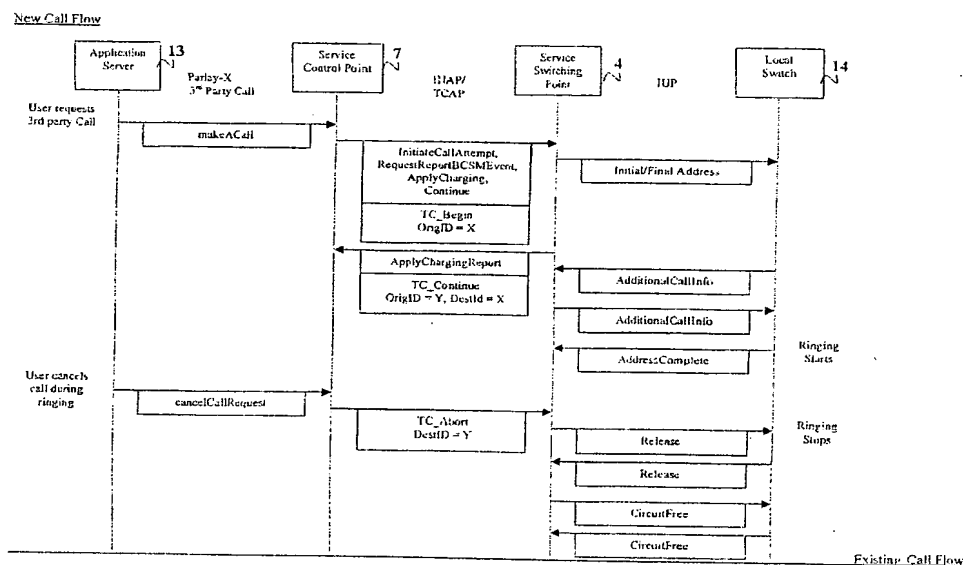 New Call Flow
Application
Server
13
Service
Control Point
7
Service
Switching
Point
4
Local
Switch
14
Parlay-X
3rd Party Call
INAP/
TCAP
IUP
User requests
3rd party Call
makeACall
InitiateCallAttempt,
RequestReportBCSMEvent,
ApplyCharging,
Continue
TC_Begin
OrigID = X
Initial/Final Address
ApplyChargingReport
TC_Continue
OrigID = Y, DestId = X
AdditionalCallInfo
AdditionalCallInfo
AddressComplete
Ringing
Starts
User cancels
call during
ringing
cancelCallRequest
TC_Abort
DestID = Y
Release
Ringing
Stops
Release
CircuitFree
CircuitFree
Existing Call Flow